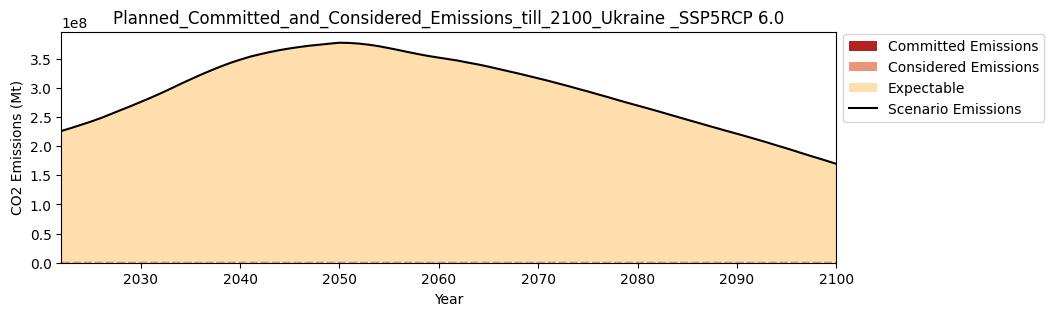 Planned_Committed_and_Considered_Emissions_till_2100_Ukraine _SSP5RCP 6.0
1e8
CO2 Emissions (Mt)
3.5
3.0
2.5
2.0
1.5
1.0
0.5
0.0
2030 2040 2050 2060 2070 2080 2090 2100
Year
Committed Emissions
Considered Emissions
Expectable
Scenario Emissions